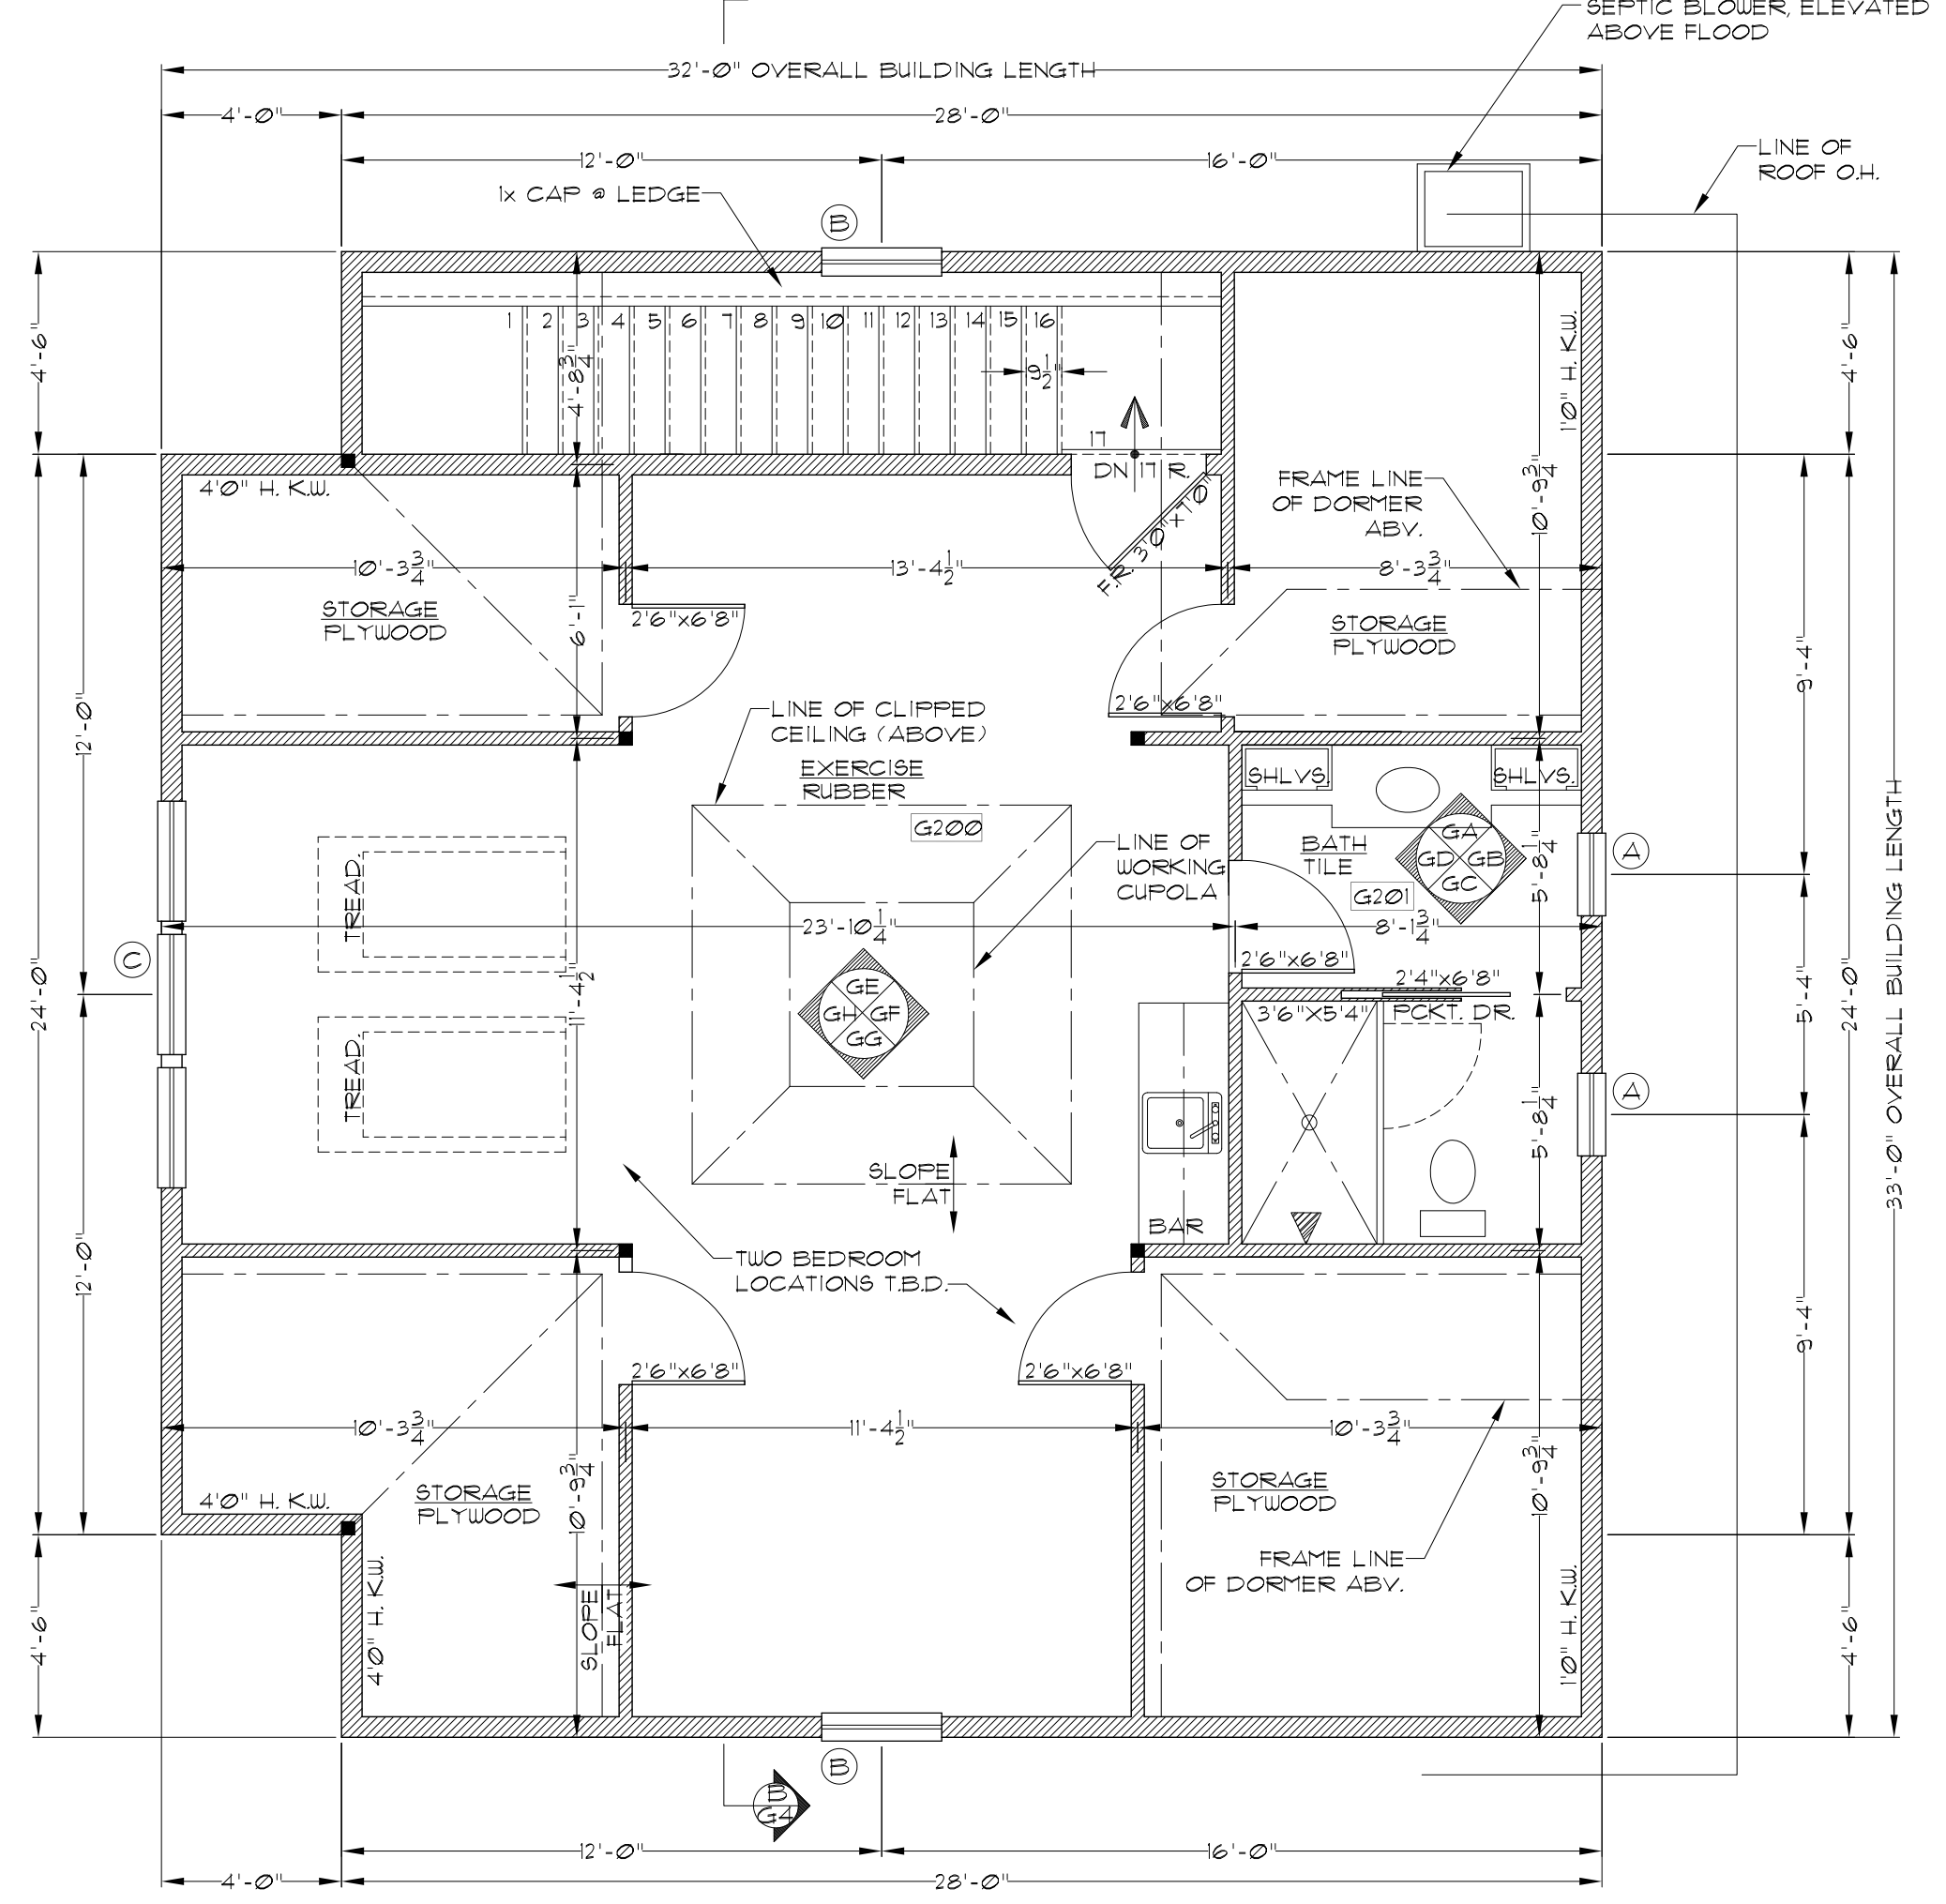 SEPTIC BLOWER, ELEVATED
ABOVE FLOOD
32'-0" OVERALL BUILDING LENGTH
4'-0"
28'-0"
12'-0"
16'-0"
LINE OF
ROOF O.H.
1x CAP @ LEDGE
B
1 2 3 4 5 6 7 8 9 10 11 12 13 14 15 16
4'-6"
4'-8 3/4"
9 1/2"
1'0" H. K.W.
4'-6"
17
DN 17 R.
4'0" H. K.W.
F.R. 3'0"x7'0"
FRAME LINE
OF DORMER
ABV.
10'-9 3/4"
10'-3 3/4"
13'-4 1/2"
8'-3 3/4"
STORAGE
PLYWOOD
6'-1"
2'6"x6'8"
STORAGE
PLYWOOD
9'-4"
12'-0"
LINE OF CLIPPED
CEILING (ABOVE)
2'6"x6'8"
EXERCISE
RUBBER
G200
SHLVS.
SHLVS.
LINE OF
WORKING
CUPOLA
BATH
TILE
GA
GD GB
GC
G201
5'-8 1/4"
A
TREAD.
23'-10 1/4"
8'-1 3/4"
33'-0" OVERALL BUILDING LENGTH
C
24'-0"
11'-4 1/2"
GE
GH GF
GG
2'6"x6'8"
2'4"x6'8"
3'6"X5'4"
PCKT. DR.
5'-4"
24'-0"
TREAD.
5'-8 1/4"
A
SLOPE
FLAT
BAR
12'-0"
TWO BEDROOM
LOCATIONS T.B.D.
9'-4"
2'6"x6'8"
2'6"x6'8"
10'-3 3/4"
11'-4 1/2"
10'-3 3/4"
4'0" H. K.W.
STORAGE
PLYWOOD
10'-9 3/4"
STORAGE
PLYWOOD
10'-9 3/4"
FRAME LINE
OF DORMER ABV.
4'-6"
4'0" H. K.W.
SLOPE
FLAT
1'0" H. K.W.
4'-6"
B
B
G4
12'-0"
16'-0"
4'-0"
28'-0"